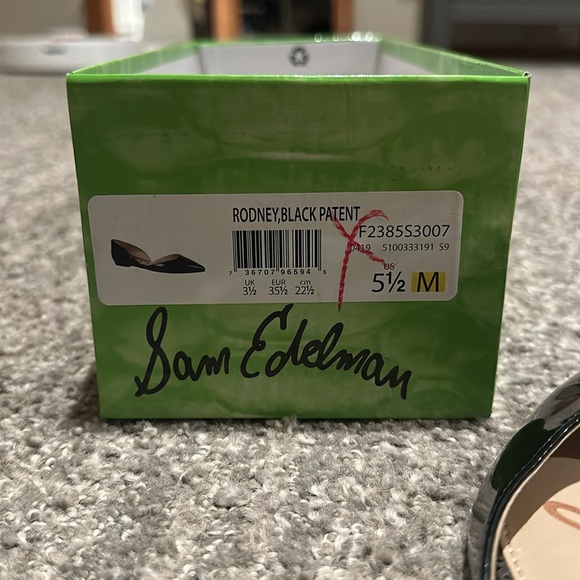 RODNEY,BLACK PATENT
F2385S3007
0419 5100333191 S9
7 36707 96594 5
UK EUR cm
3½ 35½ 22½
US
5½ M
Sam Edelman